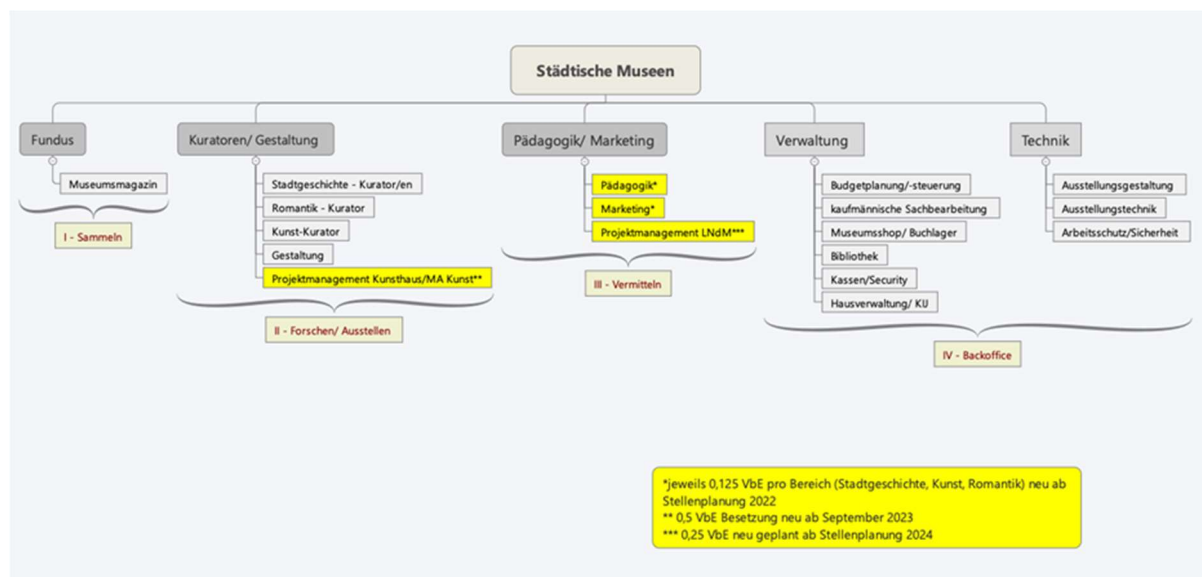 Städtische Museen
Fundus
Museumsmagazin
I - Sammeln
Kuratoren/ Gestaltung
Stadtgeschichte - Kurator/en
Romantik - Kurator
Kunst-Kurator
Gestaltung
Projektmanagement Kunsthaus/MA Kunst**
II - Forschen/ Ausstellen
Pädagogik/ Marketing
Pädagogik*
Marketing*
Projektmanagement LNdM***
III - Vermitteln
Verwaltung
Budgetplanung/-steuerung
kaufmännische Sachbearbeitung
Museumsshop/ Buchlager
Bibliothek
Kassen/Security
Hausverwaltung/ KIJ
Technik
Ausstellungsgestaltung
Ausstellungstechnik
Arbeitsschutz/Sicherheit
IV - Backoffice
*jeweils 0,125 VbE pro Bereich (Stadtgeschichte, Kunst, Romantik) neu ab
Stellenplanung 2022
** 0,5 VbE Besetzung neu ab September 2023
*** 0,25 VbE neu geplant ab Stellenplanung 2024